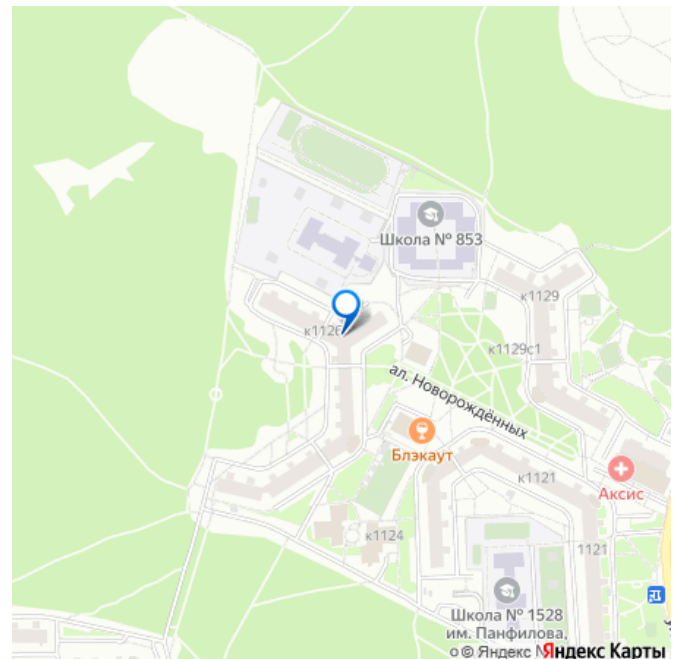 Школа № 853
к1129
к1126
к1129с1
ал. Новорождённых
Блэкаут
к1121
Аксис
к1124
1121
Школа № 1528
им. Панфилова,
© Яндекс Яндекс Карты